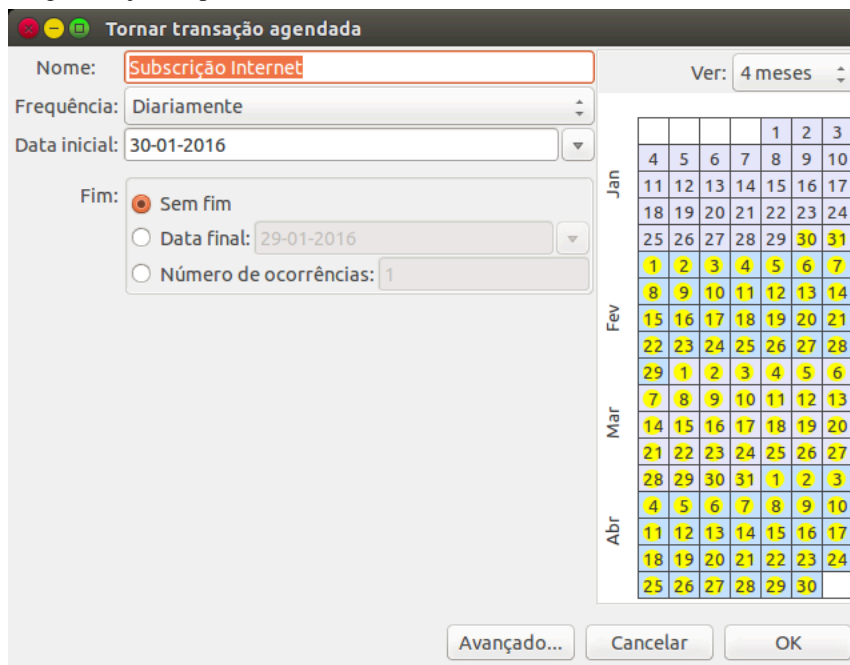 Tornar transação agendada
Nome: Subscrição Internet
Ver: 4 meses
Frequência: Diariamente
Data inicial: 30-01-2016
Fim: Sem fim
Data final: 29-01-2016
Número de ocorrências: 1
Jan
1 2 3
4 5 6 7 8 9 10
11 12 13 14 15 16 17
18 19 20 21 22 23 24
25 26 27 28 29 30 31
Fev
1 2 3 4 5 6 7
8 9 10 11 12 13 14
15 16 17 18 19 20 21
22 23 24 25 26 27 28
29 1 2 3 4 5 6
Mar
7 8 9 10 11 12 13
14 15 16 17 18 19 20
21 22 23 24 25 26 27
28 29 30 31 1 2 3
Abr
4 5 6 7 8 9 10
11 12 13 14 15 16 17
18 19 20 21 22 23 24
25 26 27 28 29 30
Avançado... Cancelar OK